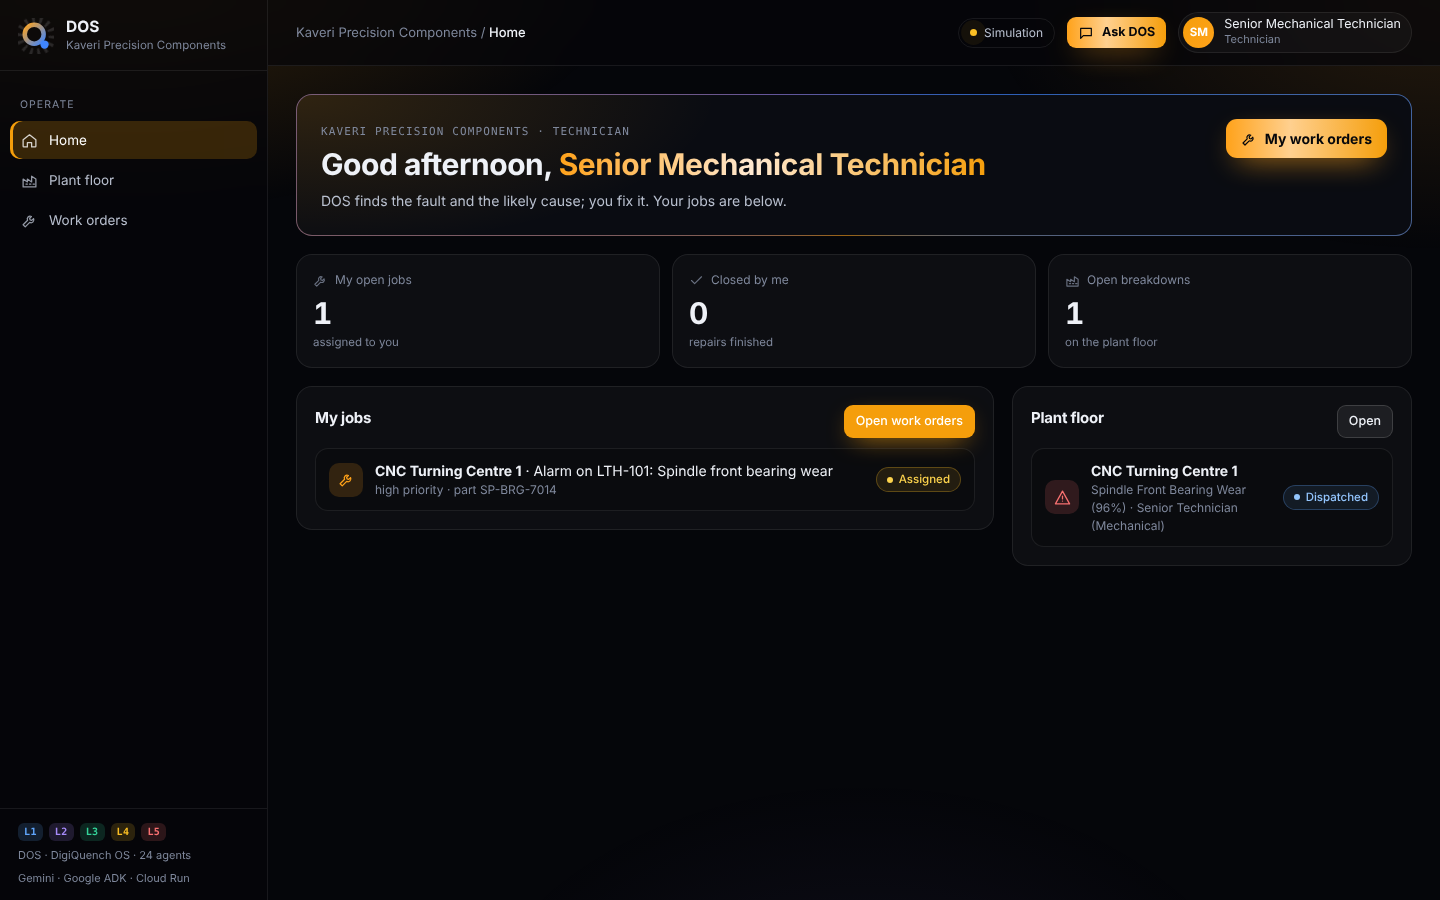 DOS
Kaveri Precision Components
OPERATE
Home
Plant floor
Work orders
L1 L2 L3 L4 L5
DOS · DigiQuench OS · 24 agents
Gemini · Google ADK · Cloud Run
Kaveri Precision Components / Home
Simulation
Ask DOS
SM
Senior Mechanical Technician
Technician
KAVERI PRECISION COMPONENTS · TECHNICIAN
Good afternoon, Senior Mechanical Technician
DOS finds the fault and the likely cause; you fix it. Your jobs are below.
My work orders
My open jobs
1
assigned to you
Closed by me
0
repairs finished
Open breakdowns
1
on the plant floor
My jobs
Open work orders
CNC Turning Centre 1 · Alarm on LTH-101: Spindle front bearing wear
high priority · part SP-BRG-7014
Assigned
Plant floor
Open
CNC Turning Centre 1
Spindle Front Bearing Wear
(96%) · Senior Technician
(Mechanical)
Dispatched